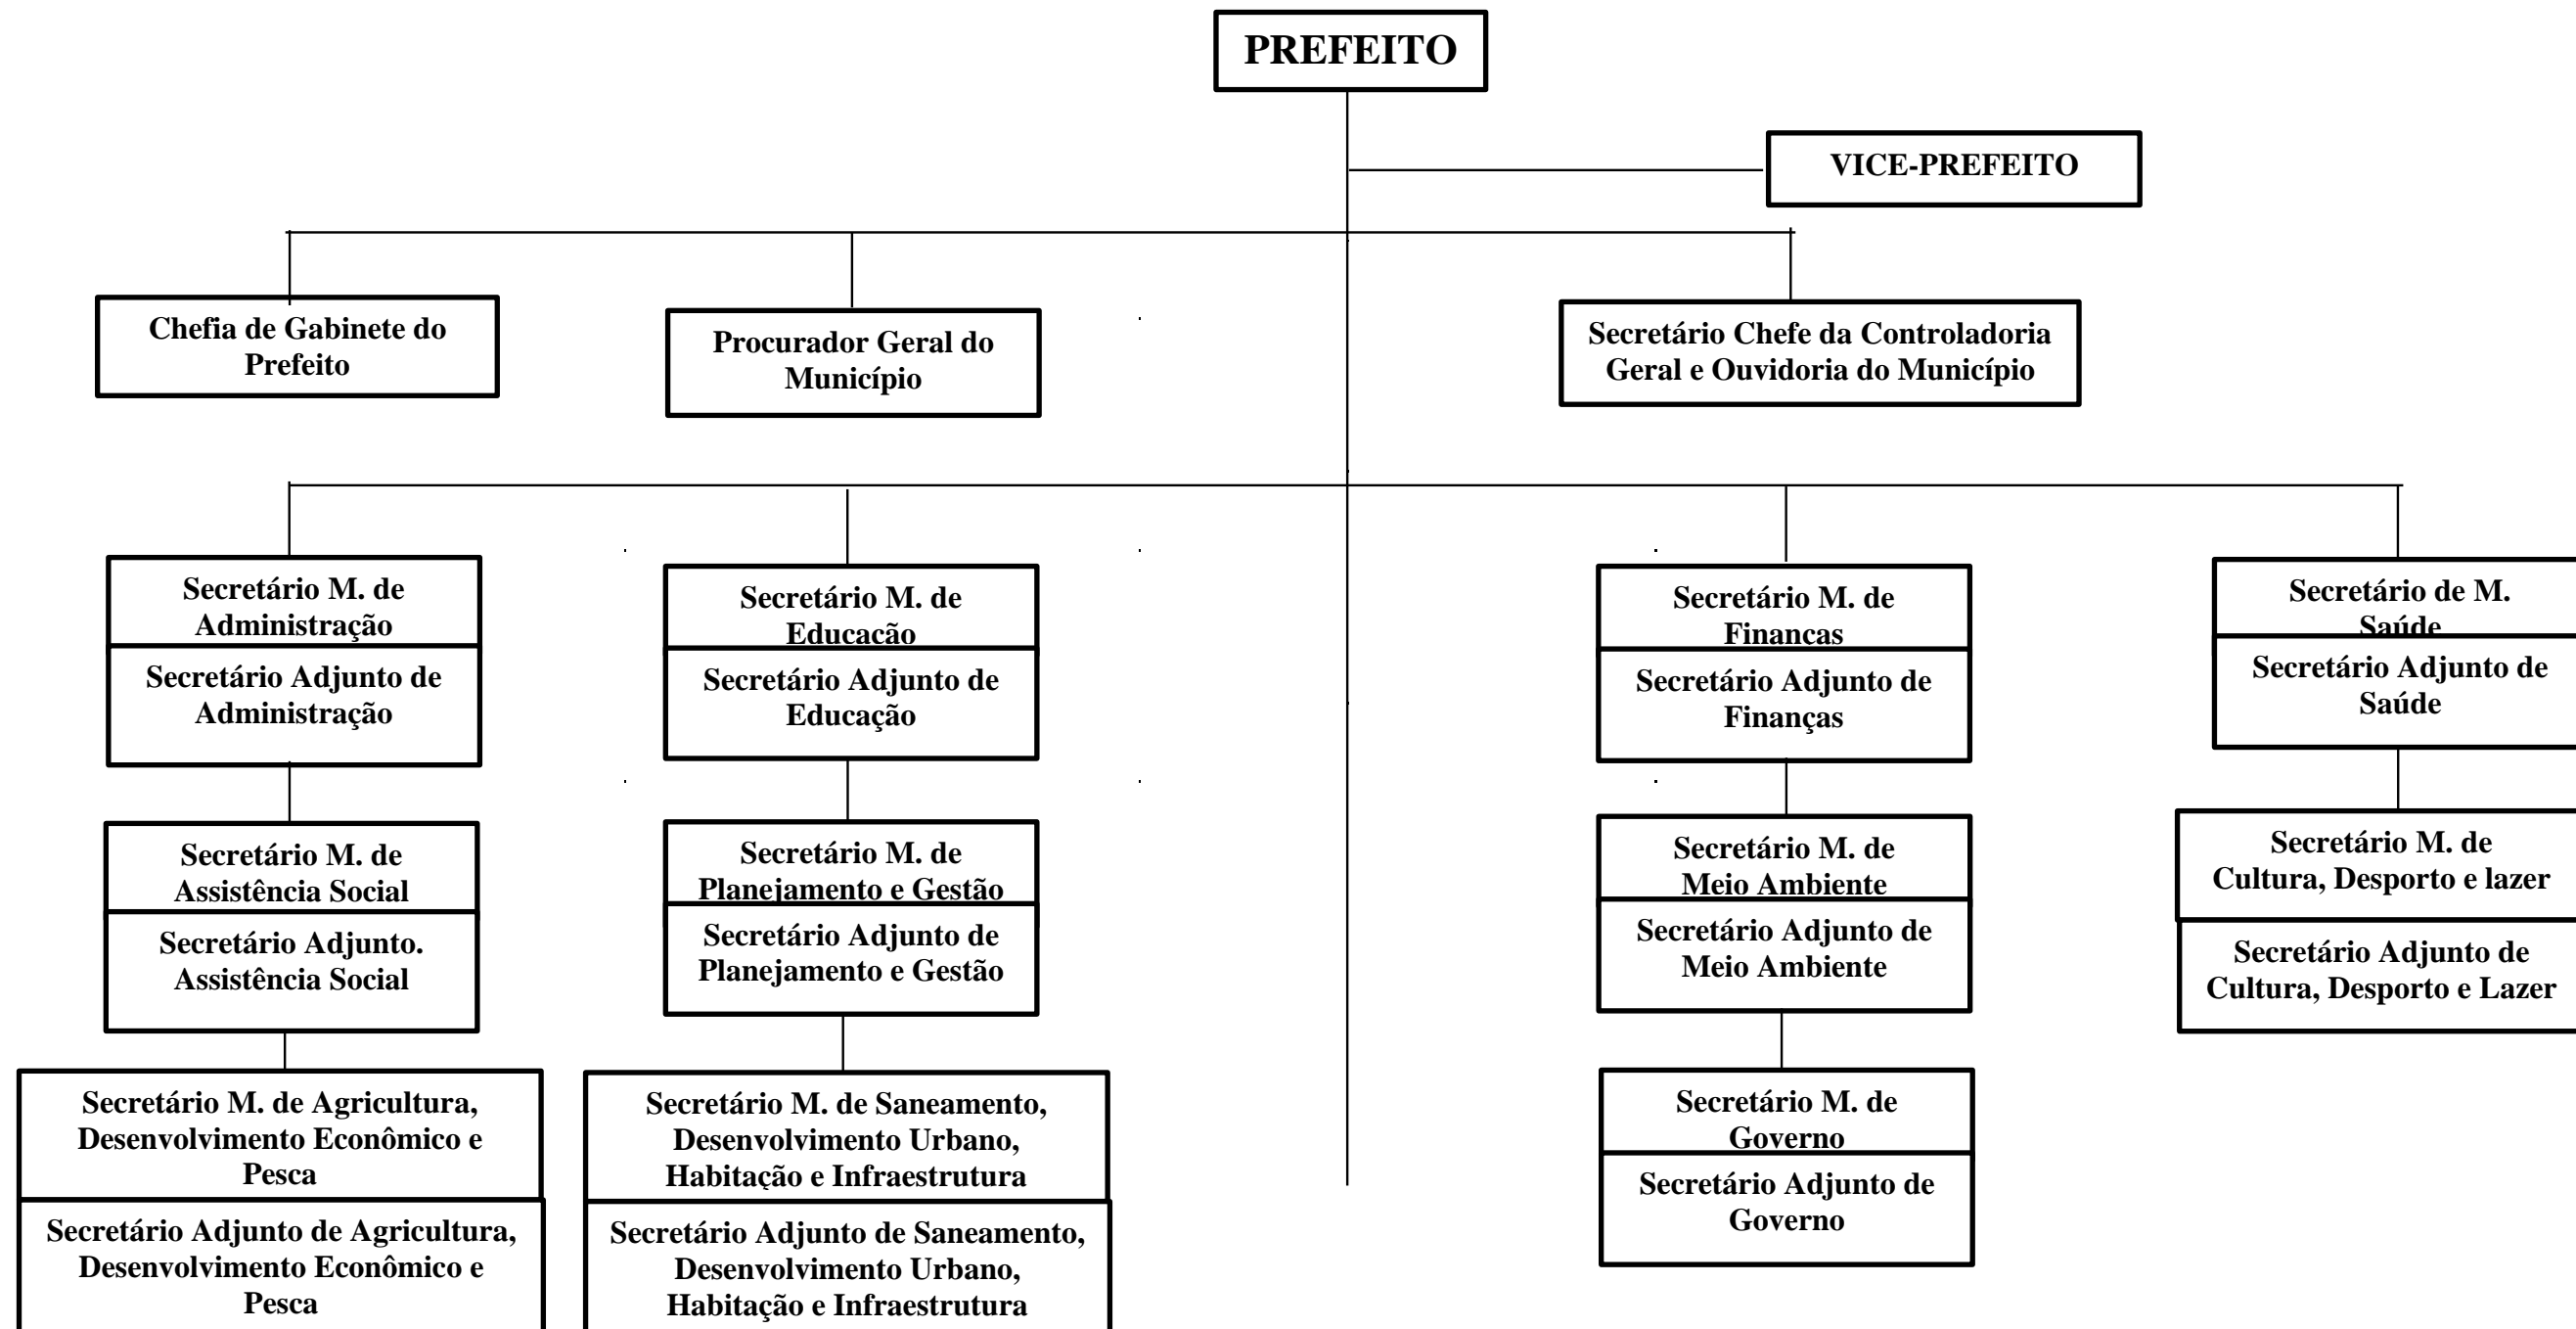 PREFEITO
VICE-PREFEITO
Chefia de Gabinete do
Prefeito
Procurador Geral do
Município
Secretário Chefe da Controladoria
Geral e Ouvidoria do Município
Secretário M. de
Administração
Secretário Adjunto de
Administração
Secretário M. de
Educação
Secretário Adjunto de
Educação
Secretário M. de
Finanças
Secretário Adjunto de
Finanças
Secretário de M.
Saúde
Secretário Adjunto de
Saúde
Secretário M. de
Assistência Social
Secretário Adjunto.
Assistência Social
Secretário M. de
Planejamento e Gestão
Secretário Adjunto de
Planejamento e Gestão
Secretário M. de
Meio Ambiente
Secretário Adjunto de
Meio Ambiente
Secretário M. de
Cultura, Desporto e lazer
Secretário Adjunto de
Cultura, Desporto e Lazer
Secretário M. de Agricultura,
Desenvolvimento Econômico e
Pesca
Secretário Adjunto de Agricultura,
Desenvolvimento Econômico e
Pesca
Secretário M. de Saneamento,
Desenvolvimento Urbano,
Habitação e Infraestrutura
Secretário Adjunto de Saneamento,
Desenvolvimento Urbano,
Habitação e Infraestrutura
Secretário M. de
Governo
Secretário Adjunto de
Governo